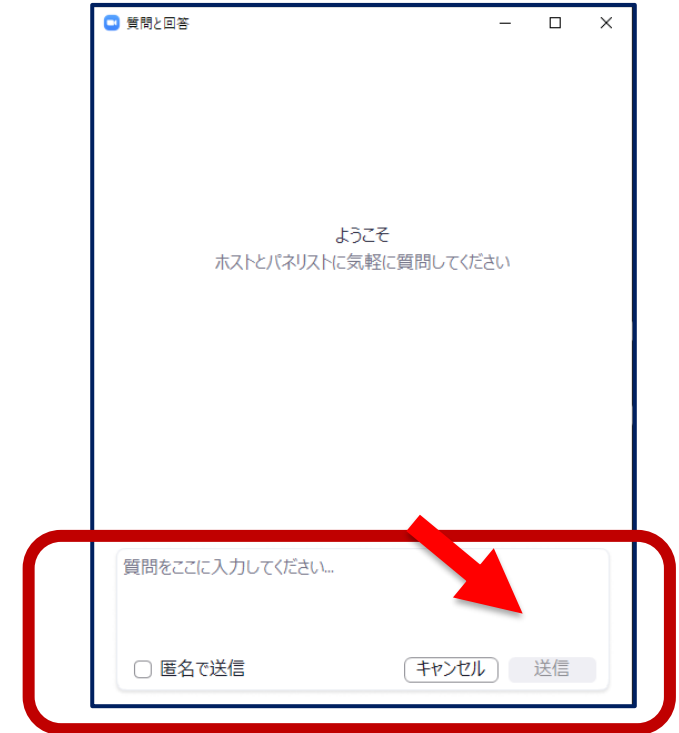 質問と回答
ようこそ
ホストとパネリストに気軽に質問してください
質問をここに入力してください...
匿名で送信
キャンセル
送信